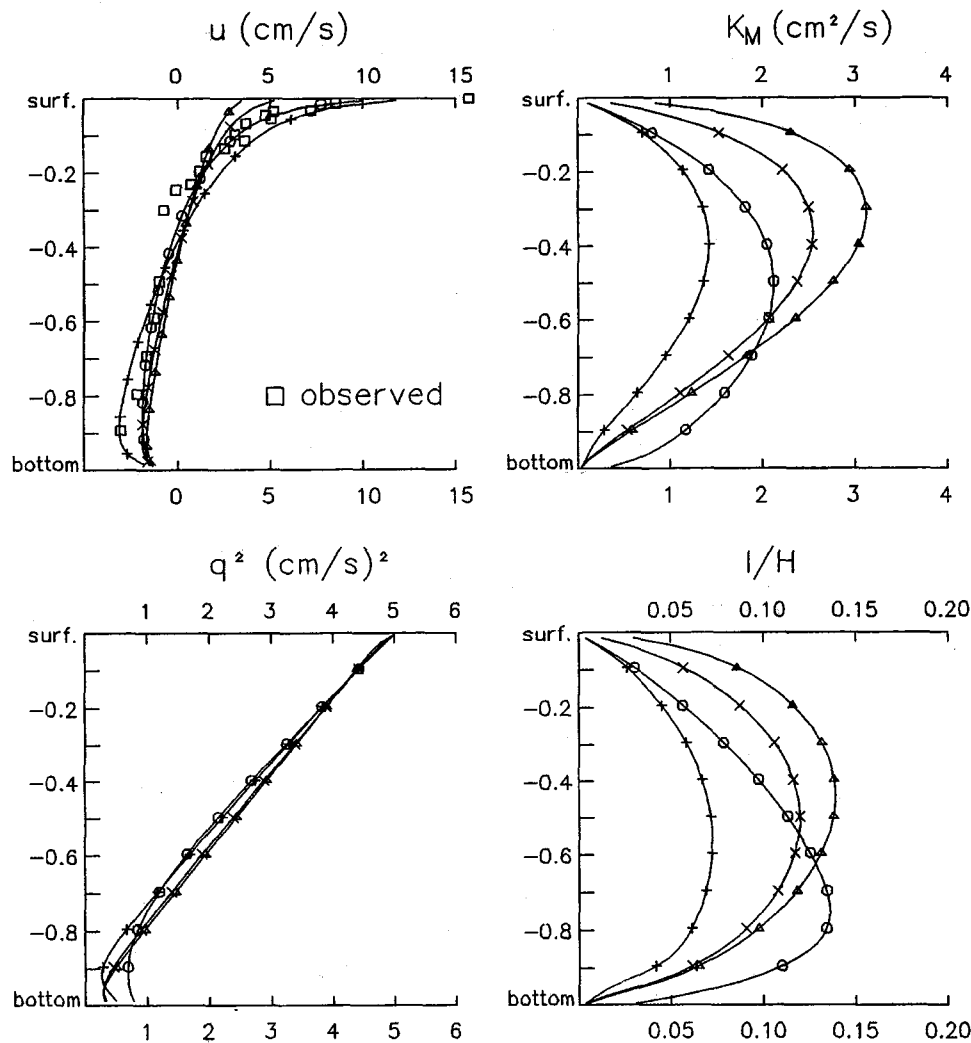 u (cm/s)
0 5 10 15
surf.
-0.2
-0.4
-0.6
-0.8
bottom
□ observed
0 5 10 15
K_M (cm²/s)
1 2 3 4
surf.
-0.2
-0.4
-0.6
-0.8
bottom
1 2 3 4
q² (cm/s)²
1 2 3 4 5 6
surf.
-0.2
-0.4
-0.6
-0.8
bottom
1 2 3 4 5 6
l/H
0.05 0.10 0.15 0.20
surf.
-0.2
-0.4
-0.6
-0.8
bottom
0.05 0.10 0.15 0.20